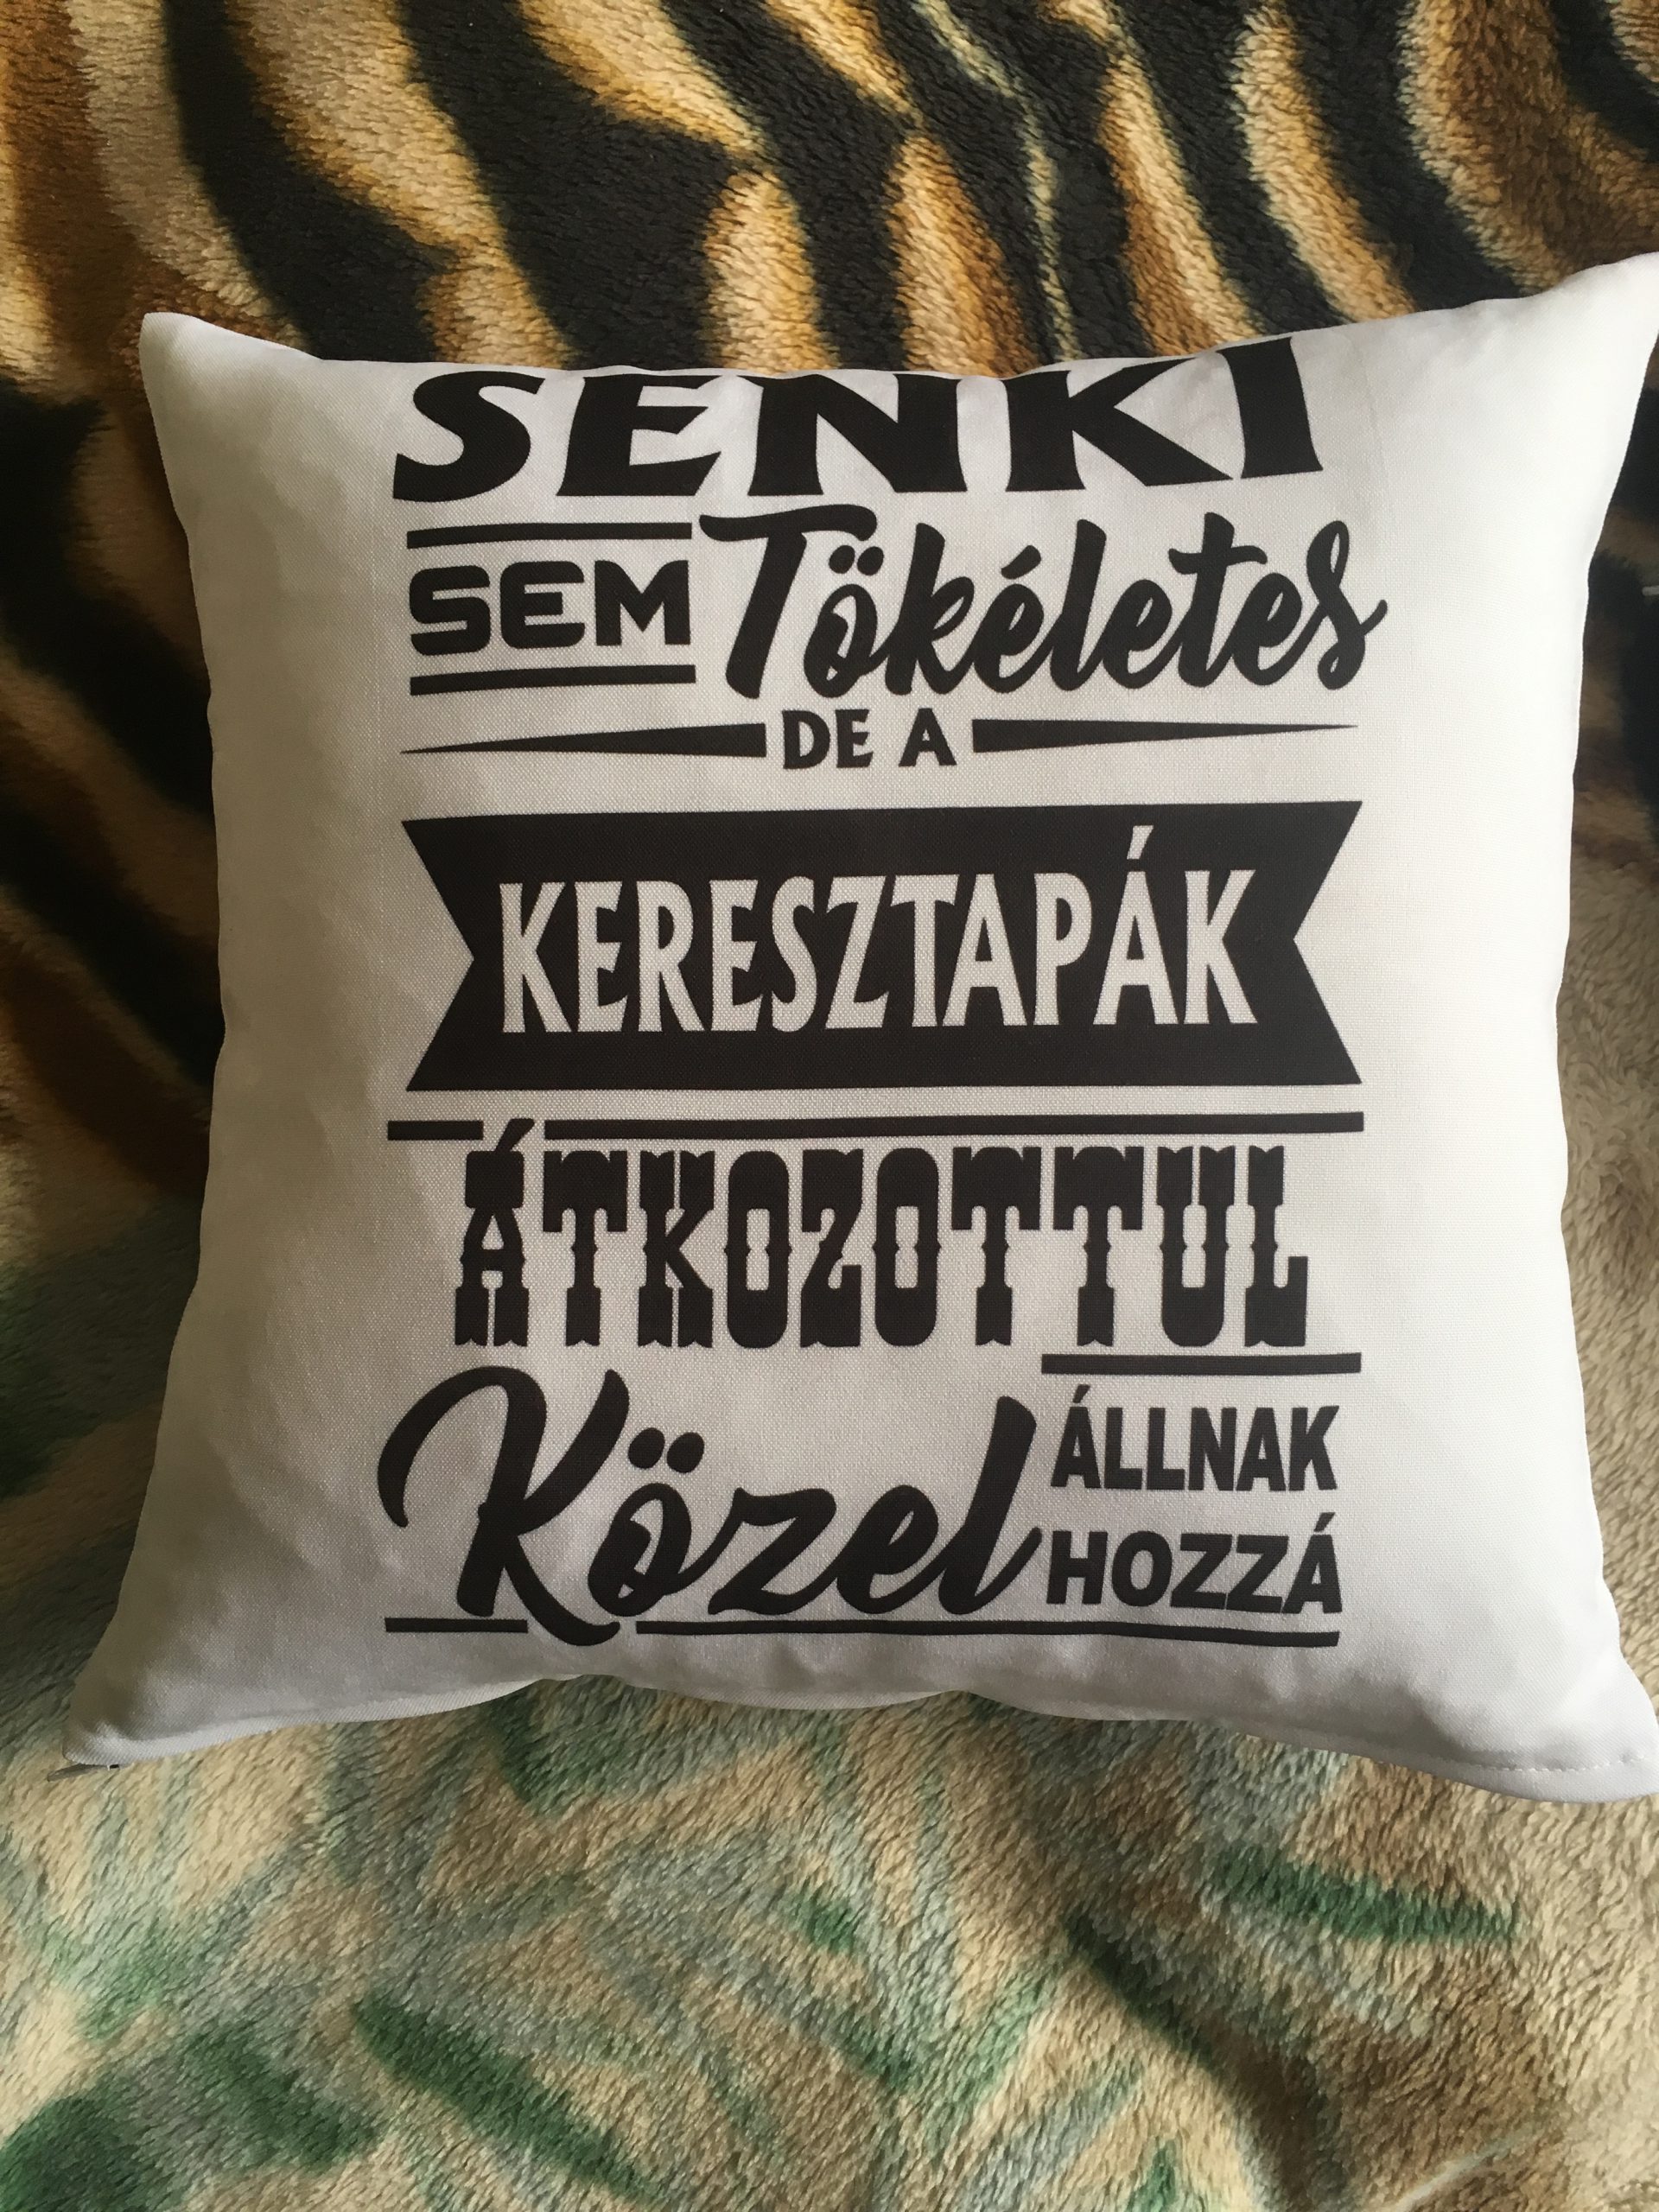 SENKI
SEM Tökéletes
DE A
KERESZTAPÁK
ÁTKOZOTTUL
Közel ÁLLNAK
HOZZÁ